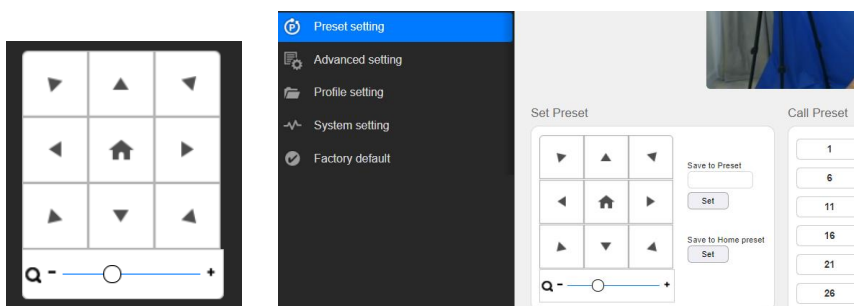 Preset setting
Advanced setting
Profile setting
System setting
Factory default
Set Preset
Save to Preset
Set
Save to Home preset
Set
- +
- +
Call Preset
1
6
11
16
21
26